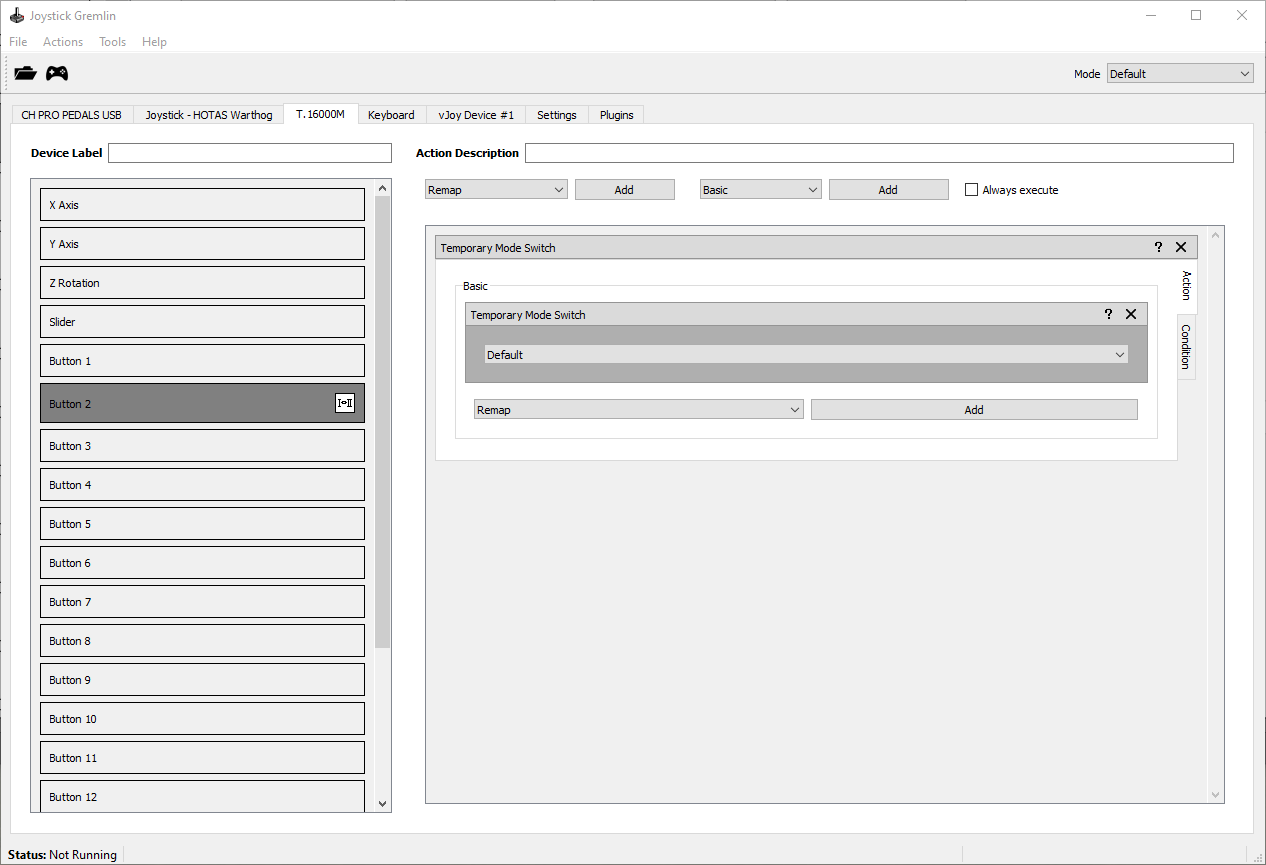 Joystick Gremlin
File Actions Tools Help
Mode Default
CH PRO PEDALS USB Joystick - HOTAS Warthog T.16000M Keyboard vJoy Device #1 Settings Plugins
Device Label
Action Description
Remap Add Basic Add Always execute
X Axis
Y Axis
Z Rotation
Slider
Button 1
Button 2
Button 3
Button 4
Button 5
Button 6
Button 7
Button 8
Button 9
Button 10
Button 11
Button 12
Temporary Mode Switch ?
Action
Condition
Basic
Temporary Mode Switch ?
Default
Remap Add
Status: Not Running